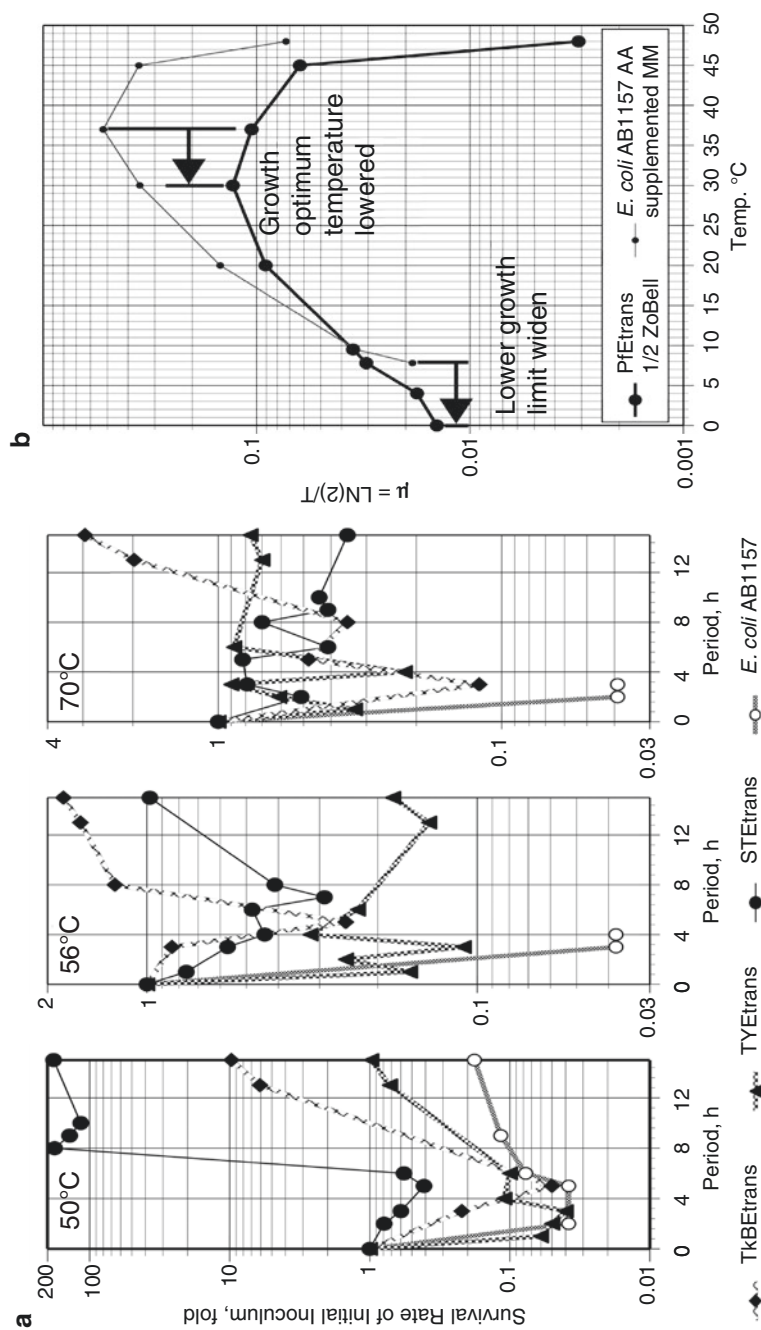 a
Survival Rate of Initial Inoculum, fold
50°C
200
100
10
1
0.1
0.01
0
4
8
12
Period, h
56°C
2
1
0.1
0.03
0
4
8
12
Period, h
70°C
4
1
0.1
0.03
0
4
8
12
Period, h
TkBEtrans
TYEtrans
STEtrans
E. coli AB1157
b
μ = LN(2)/T
0.1
0.01
0.001
Growth
optimum
temperature
lowered
Lower growth
limit widen
0
5
10
15
20
25
30
35
40
45
50
Temp. °C
PfEtrans
1/2 ZoBell
E. coli AB1157 AA
supplemented MM